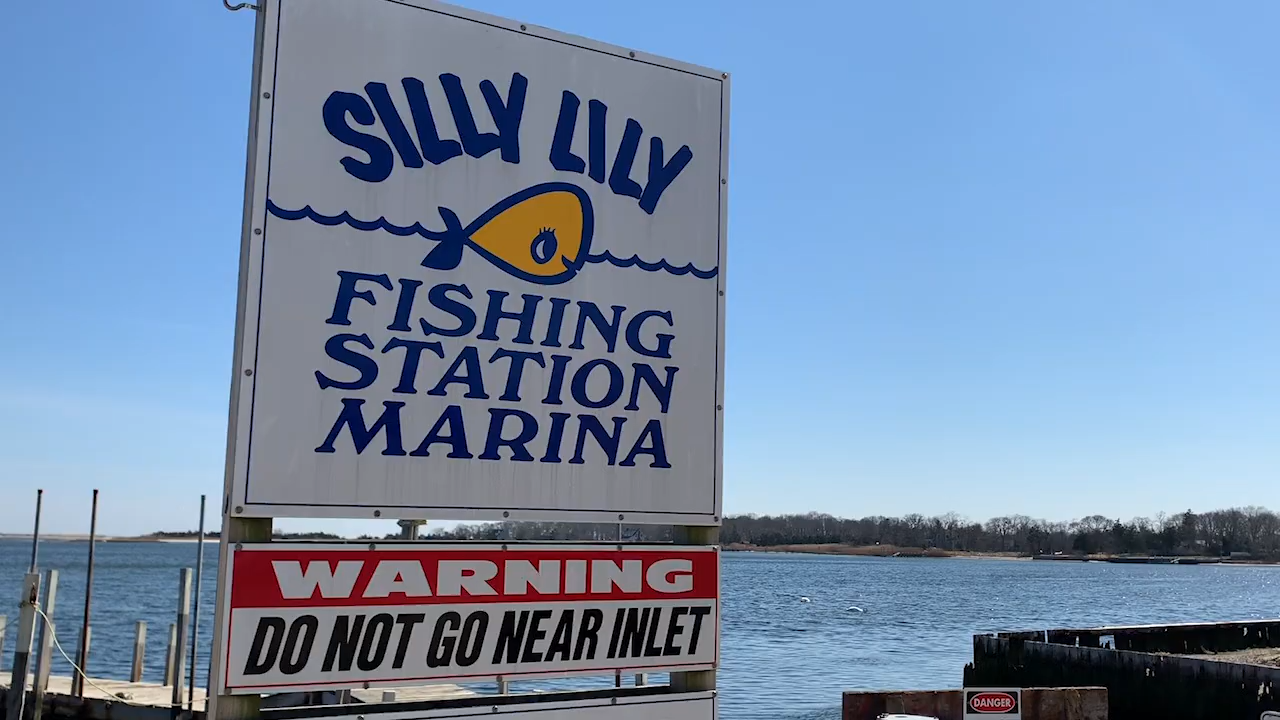 SILLY LILY
FISHING
STATION
MARINA
WARNING
DO NOT GO NEAR INLET
DANGER